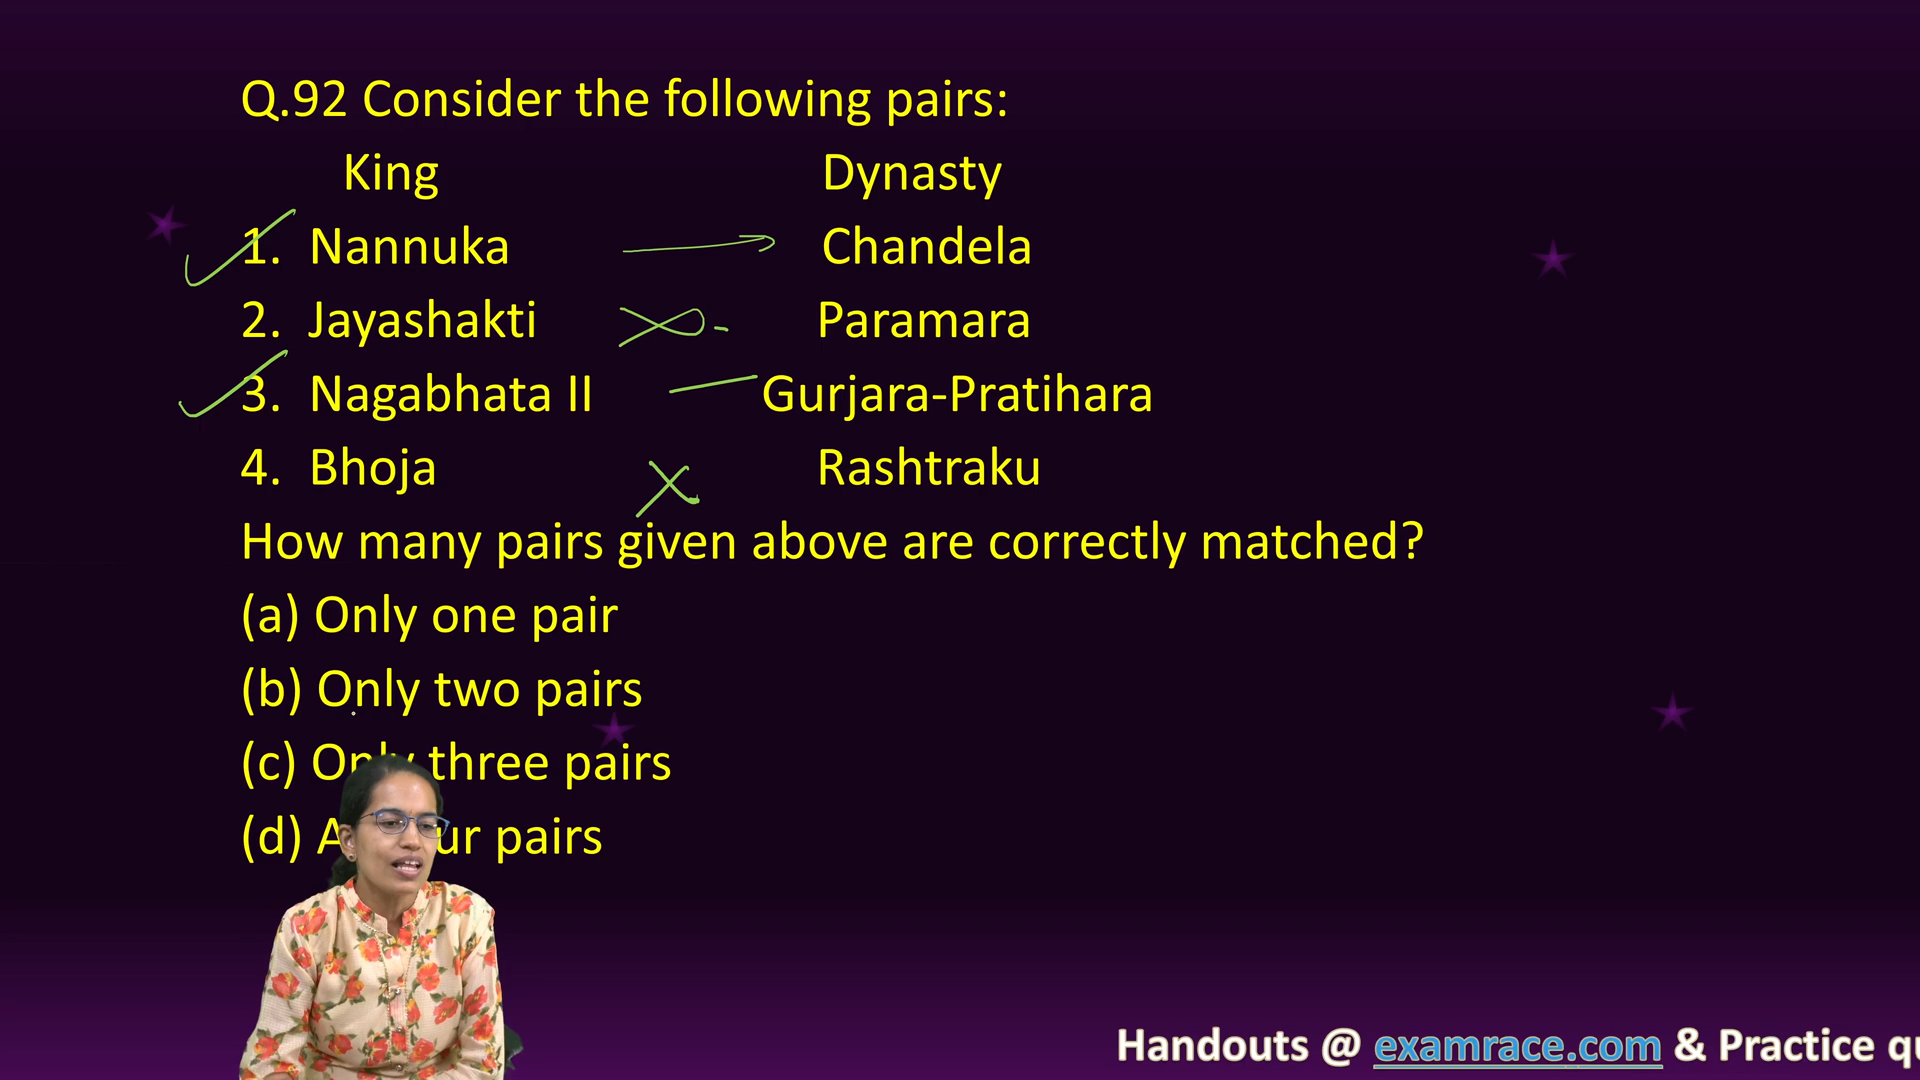 Q.92 Consider the following pairs:
King Dynasty
1. Nannuka Chandela
2. Jayashakti Paramara
3. Nagabhata II Gurjara-Pratihara
4. Bhoja Rashtraku
How many pairs given above are correctly matched?
(a) Only one pair
(b) Only two pairs
(c) Only three pairs
(d) pairs
Handouts @ examrace.com & Practice